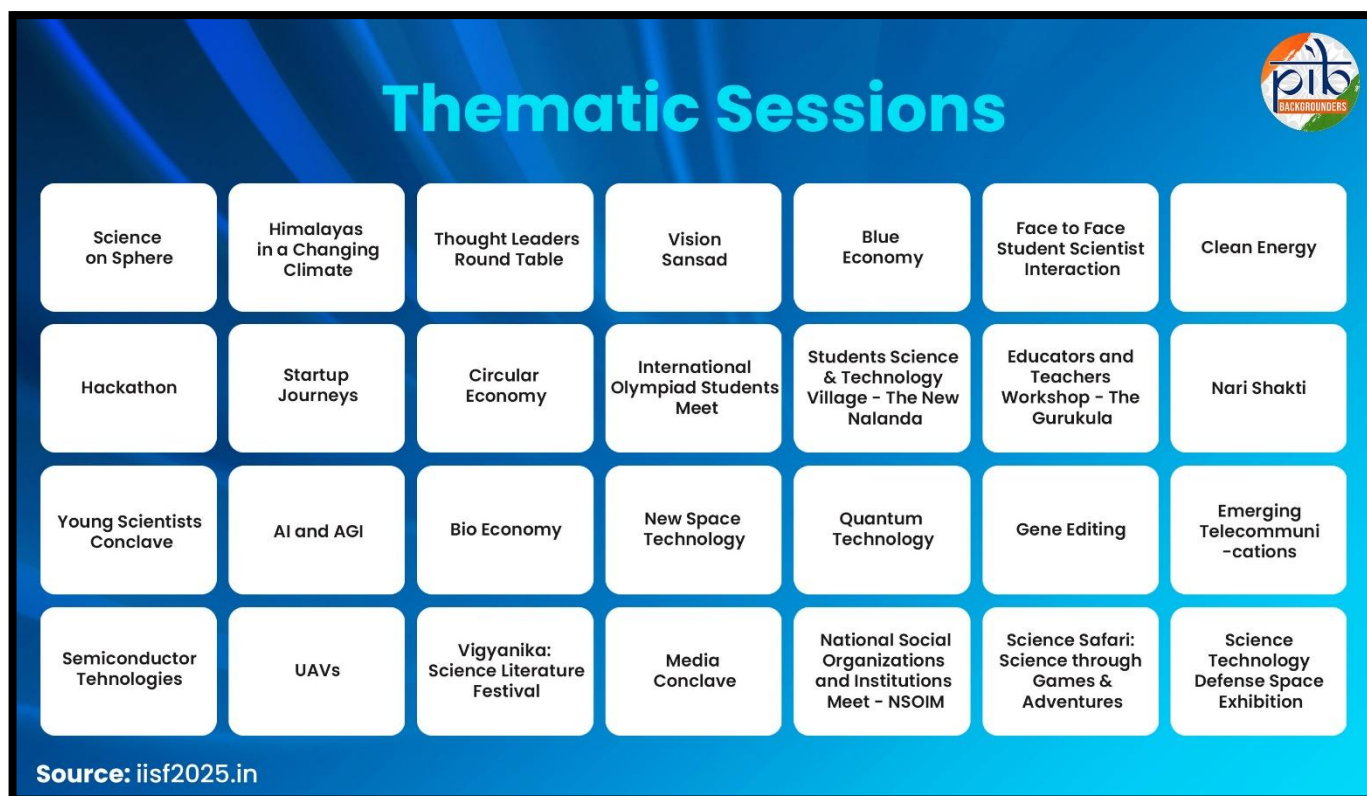 Thematic Sessions
pib
BACKGROUNDERS
Science
on Sphere
Himalayas
in a Changing
Climate
Thought Leaders
Round Table
Vision
Sansad
Blue
Economy
Face to Face
Student Scientist
Interaction
Clean Energy
Hackathon
Startup
Journeys
Circular
Economy
International
Olympiad Students
Meet
Students Science
& Technology
Village - The New
Nalanda
Educators and
Teachers
Workshop - The
Gurukula
Nari Shakti
Young Scientists
Conclave
AI and AGI
Bio Economy
New Space
Technology
Quantum
Technology
Gene Editing
Emerging
Telecommuni
-cations
Semiconductor
Tehnologies
UAVs
Vigyanika:
Science Literature
Festival
Media
Conclave
National Social
Organizations
and Institutions
Meet - NSOIM
Science Safari:
Science through
Games &
Adventures
Science
Technology
Defense Space
Exhibition
Source: iisf2025.in